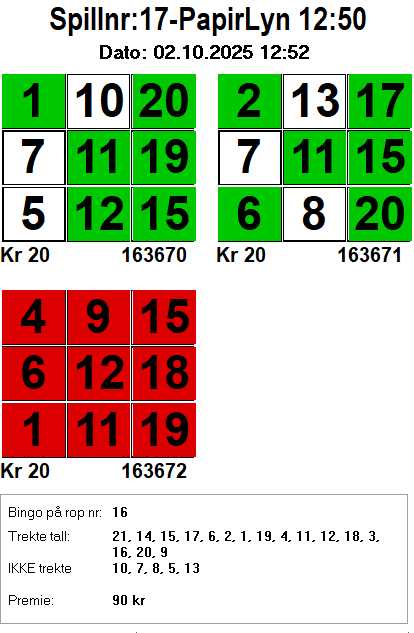 Spillnr:17-PapirLyn 12:50
Dato: 02.10.2025 12:52
1 10 20
7 11 19
5 12 15
Kr 20 163670
2 13 17
7 11 15
6 8 20
Kr 20 163671
4 9 15
6 12 18
1 11 19
Kr 20 163672
Bingo på rop nr: 16
Trekte tall: 21, 14, 15, 17, 6, 2, 1, 19, 4, 11, 12, 18, 3,
16, 20, 9
IKKE trekte 10, 7, 8, 5, 13
Premie: 90 kr